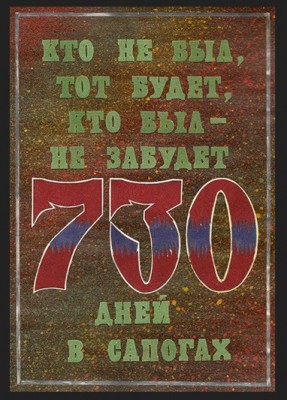 КТО НЕ БЫЛ,
ТОТ БУДЕТ,
КТО БЫЛ –
НЕ ЗАБУДЕТ
730
ДНЕЙ
В САПОГАХ